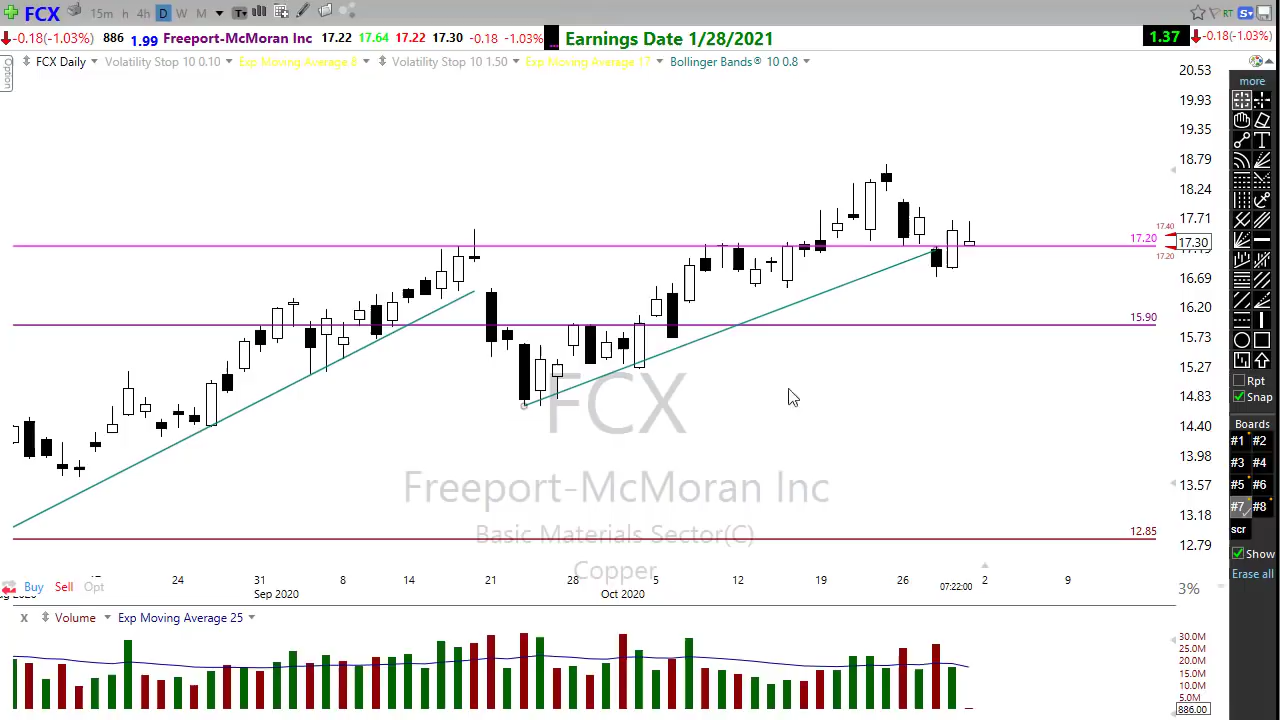 FCX 15m h 4h D W M T RT S
-0.18(-1.03%) 886 1.99 Freeport-McMoran Inc 17.22 17.64 17.22 17.30 -0.18 -1.03% Earnings Date 1/28/2021 1.37 -0.18(-1.03%)
Option
FCX Daily Volatility Stop 10 0.10 Exp Moving Average 8 Volatility Stop 10 1.50 Exp Moving Average 17 Bollinger Bands® 10 0.8
20.53
19.93
19.35
18.79
18.24
17.71
17.40
17.20
17.30
17.20
16.69
16.20
15.90
15.73
15.27
14.83
14.40
13.98
13.57
13.18
12.85
12.79
FCX
Freeport-McMoran Inc
Basic Materials Sector(C)
Copper
24 31 8 14 21 28 5 12 19 26 07:22:00 2 9
Sep 2020 Oct 2020
Buy Sell Opt
3%
X Volume Exp Moving Average 25
30.0M
25.0M
20.0M
15.0M
10.0M
5.0M
886.00
more
Rpt
Snap
Boards
#1 #2
#3 #4
#5 #6
#7 #8
scr
Show
Erase all